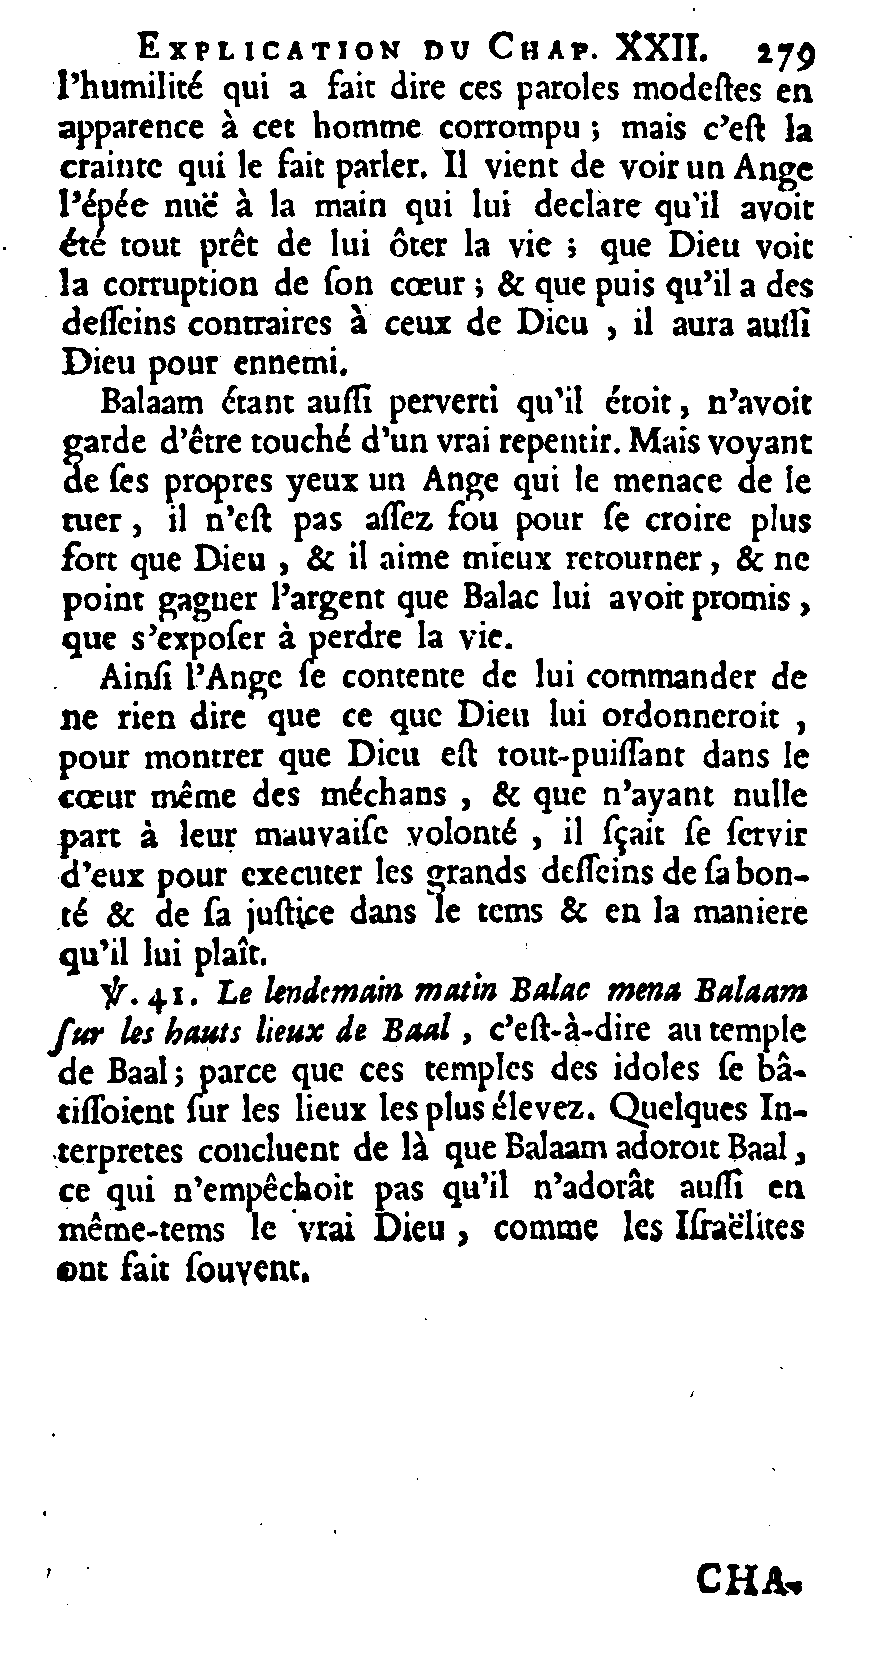 EXPLICATION DU CHAP. XXII. 279
l'humilité qui a fait dire ces paroles modeſtes en
apparence à cet homme corrompu ; mais c'eſt la
crainte qui le fait parler. Il vient de voir un Ange
l'épée nuë à la main qui lui declare qu'il avoit
été tout prêt de lui ôter la vie ; que Dieu voit
la corruption de ſon cœur ; & que puis qu'il a des
deſſeins contraires à ceux de Dieu , il aura auſſi
Dieu pour ennemi.
Balaam étant auſſi perverti qu'il étoit , n'avoit
garde d'être touché d'un vrai repentir. Mais voyant
de ſes propres yeux un Ange qui le menace de le
tuer , il n'eſt pas aſſez fou pour ſe croire plus
fort que Dieu , & il aime mieux retourner , & ne
point gagner l'argent que Balac lui avoit promis ,
que s'expoſer à perdre la vie.
Ainſi l'Ange ſe contente de lui commander de
ne rien dire que ce que Dieu lui ordonneroit ,
pour montrer que Dieu eſt tout-puiſſant dans le
cœur même des méchans , & que n'ayant nulle
part à leur mauvaiſe volonté , il ſçait ſe ſervir
d'eux pour executer les grands deſſeins de ſa bon-
té & de ſa juſtice dans le tems & en la maniere
qu'il lui plaît.
℣. 41. Le lendemain matin Balac mena Balaam
ſur les hauts lieux de Baal , c'eſt-à-dire au temple
de Baal ; parce que ces temples des idoles ſe bâ-
tiſſoient ſur les lieux les plus élevez. Quelques In-
terpretes concluent de là que Balaam adoroit Baal ,
ce qui n'empêchoit pas qu'il n'adorât auſſi en
même-tems le vrai Dieu , comme les Iſraëlites
ont fait ſouvent.
CHA-